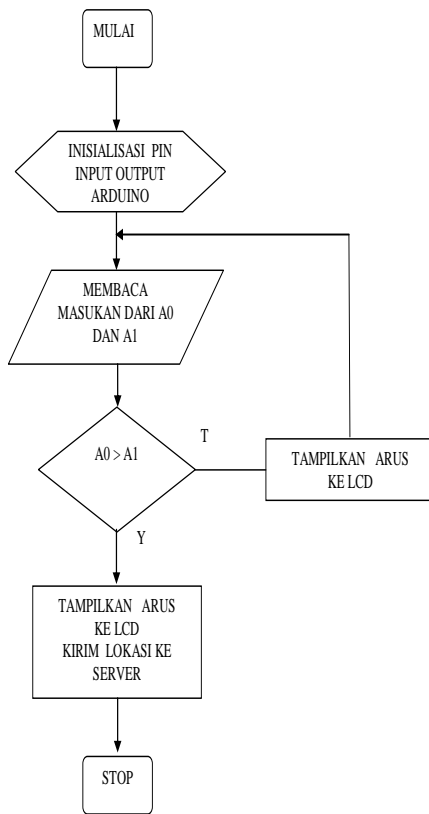 MULAI
INISIALISASI PIN
INPUT OUTPUT
ARDUINO
MEMBACA
MASUKAN DARI A0
DAN A1
A0 > A1
T
TAMPILKAN ARUS
KE LCD
Y
TAMPILKAN ARUS
KE LCD
KIRIM LOKASI KE
SERVER
STOP